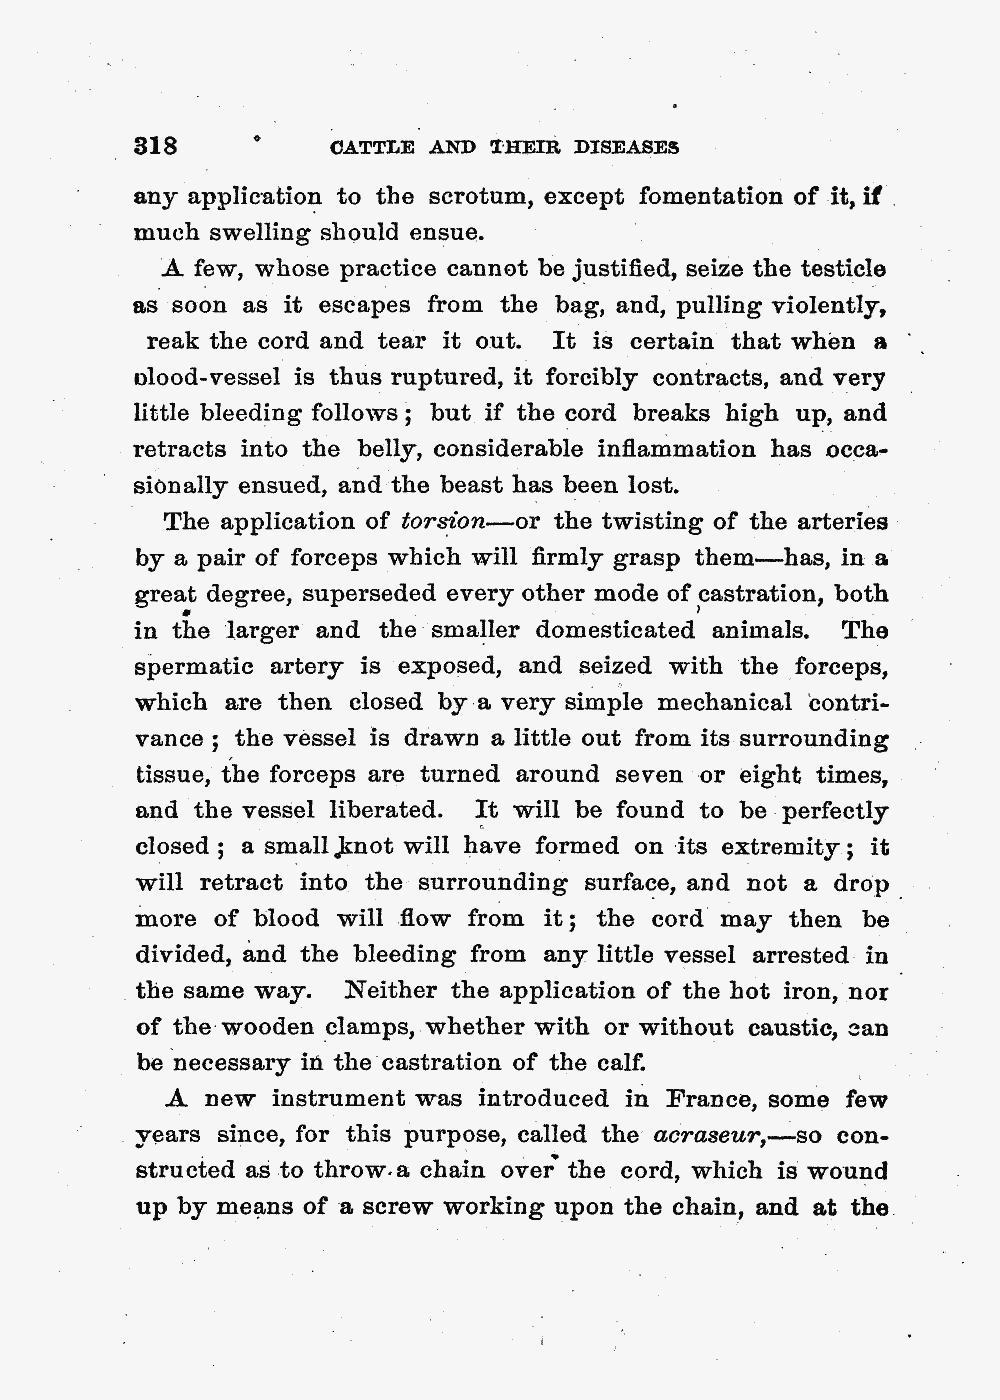 318 CATTLE AND THEIR DISEASES
any application to the scrotum, except fomentation of it, if
much swelling should ensue.
A few, whose practice cannot be justified, seize the testicle
as soon as it escapes from the bag, and, pulling violently,
reak the cord and tear it out. It is certain that when a
blood-vessel is thus ruptured, it forcibly contracts, and very
little bleeding follows; but if the cord breaks high up, and
retracts into the belly, considerable inflammation has occa-
sionally ensued, and the beast has been lost.
The application of torsion—or the twisting of the arteries
by a pair of forceps which will firmly grasp them—has, in a
great degree, superseded every other mode of castration, both
in the larger and the smaller domesticated animals. The
spermatic artery is exposed, and seized with the forceps,
which are then closed by a very simple mechanical contri-
vance; the vessel is drawn a little out from its surrounding
tissue, the forceps are turned around seven or eight times,
and the vessel liberated. It will be found to be perfectly
closed; a small knot will have formed on its extremity; it
will retract into the surrounding surface, and not a drop
more of blood will flow from it; the cord may then be
divided, and the bleeding from any little vessel arrested in
the same way. Neither the application of the hot iron, nor
of the wooden clamps, whether with or without caustic, can
be necessary in the castration of the calf.
A new instrument was introduced in France, some few
years since, for this purpose, called the acraseur,—so con-
structed as to throw a chain over the cord, which is wound
up by means of a screw working upon the chain, and at the